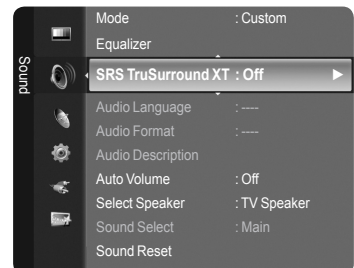 Sound
Mode : Custom
Equalizer
SRS TruSurround XT : Off
Audio Language : ----
Audio Format : ----
Audio Description
Auto Volume : Off
Select Speaker : TV Speaker
Sound Select : Main
Sound Reset